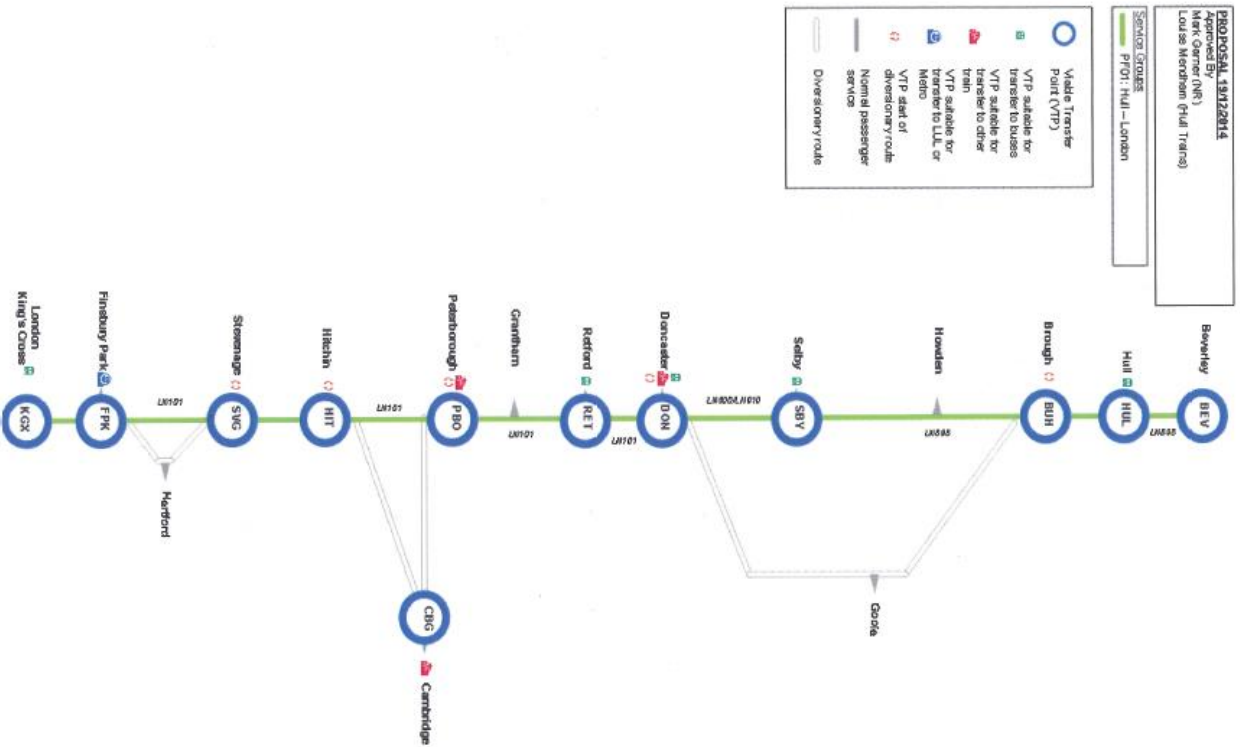 PROPOSAL 19/12/2014
Approved By
Mark Garner (NR)
Louise Mendham (Hull Trains)
Service Groups
PF01: Hull – London
Viable Transfer
Point (VTP)
VTP suitable for
transfer to buses
VTP suitable for
transfer to other
train
VTP suitable for
transfer to LUL or
Metro
VTP start of
diversionary route
Normal passenger
service
Diversionary route
Beverley
BEV
LN898
Hull
HUL
Brough
BUH
LN898
Howden
Goole
Selby
SBY
Doncaster
DON
LN101
Retford
RET
LN101
Grantham
Peterborough
PBO
LN101
CBG
Cambridge
Hitchin
HIT
Stevenage
SVG
LN101
Hertford
Finsbury Park
FPK
London
King's Cross
KGX